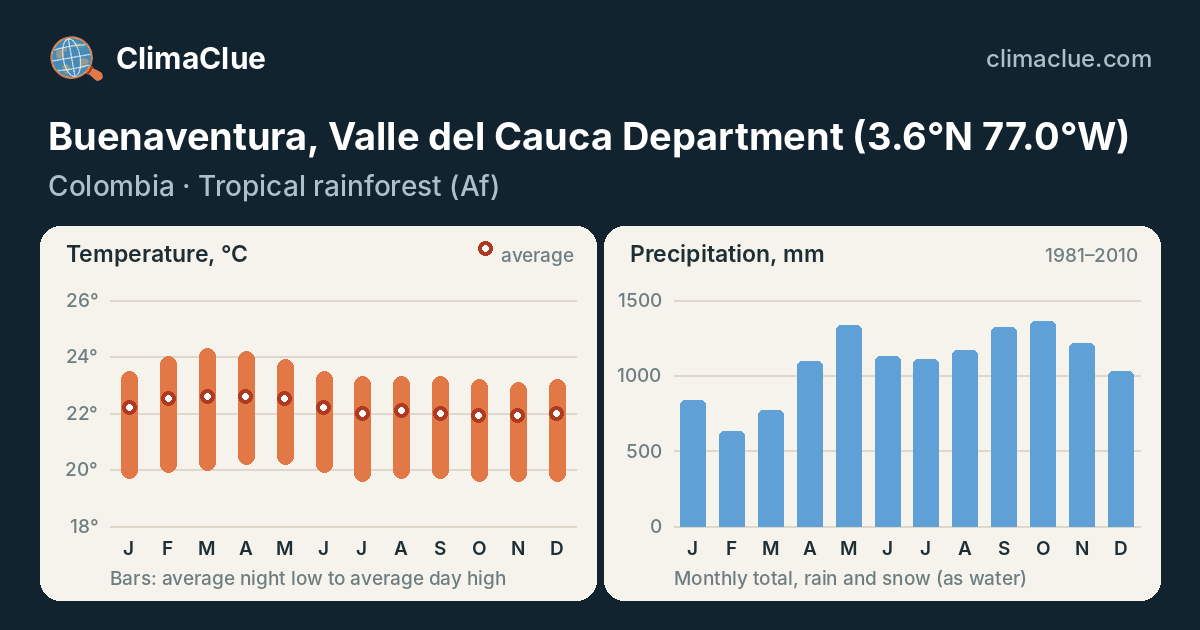 ClimaClue
climaclue.com
Buenaventura, Valle del Cauca Department (3.6°N 77.0°W)
Colombia · Tropical rainforest (Af)
Temperature, °C
average
26°
24°
22°
20°
18°
J F M A M J J A S O N D
Bars: average night low to average day high
Precipitation, mm
1981–2010
1500
1000
500
0
J F M A M J J A S O N D
Monthly total, rain and snow (as water)